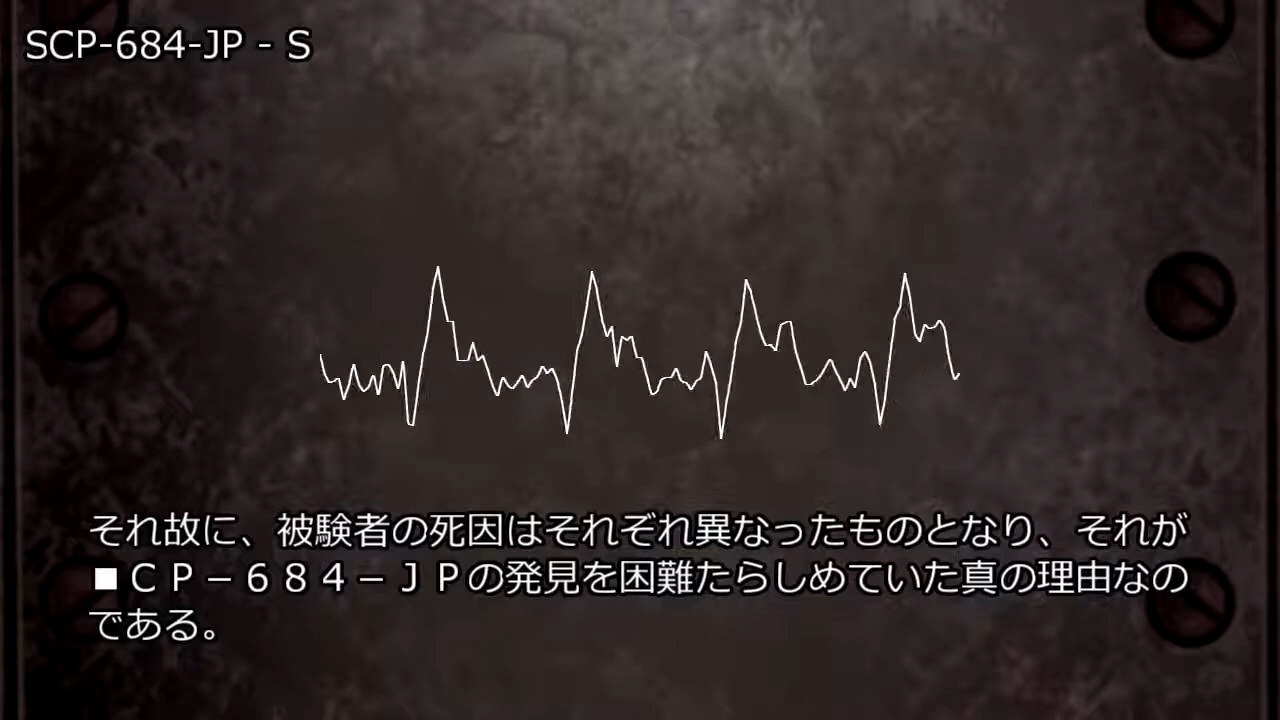 SCP-684-JP - S
それ故に、被験者の死因はそれぞれ異なったものとなり、それが
■ＣＰ－６８４－ＪＰの発見を困難たらしめていた真の理由なの
である。